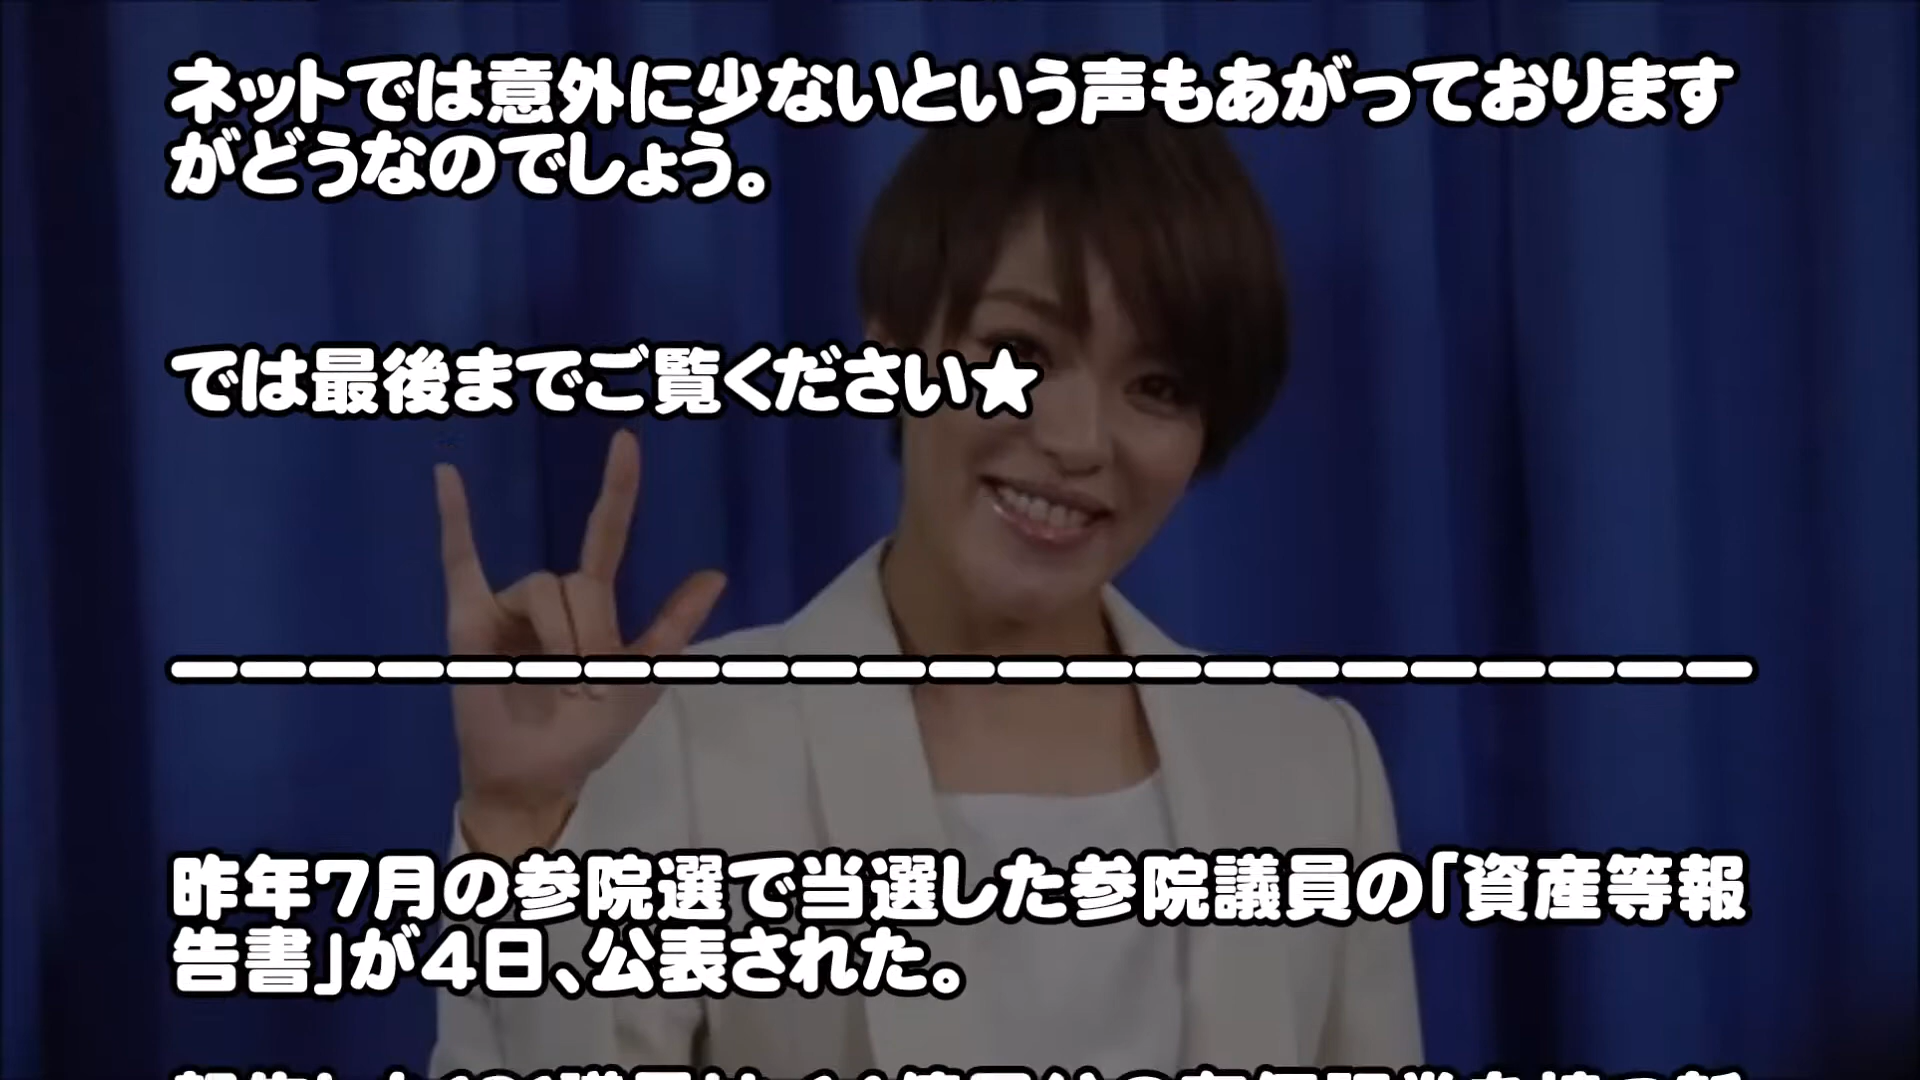 ネットでは意外に少ないという声もあがっております
がどうなのでしょう。
では最後までご覧ください★
ーーーーーーーーーーーーーーーーーーーーーーー
昨年7月の参院選で当選した参院議員の「資産等報
告書」が4日、公表された。